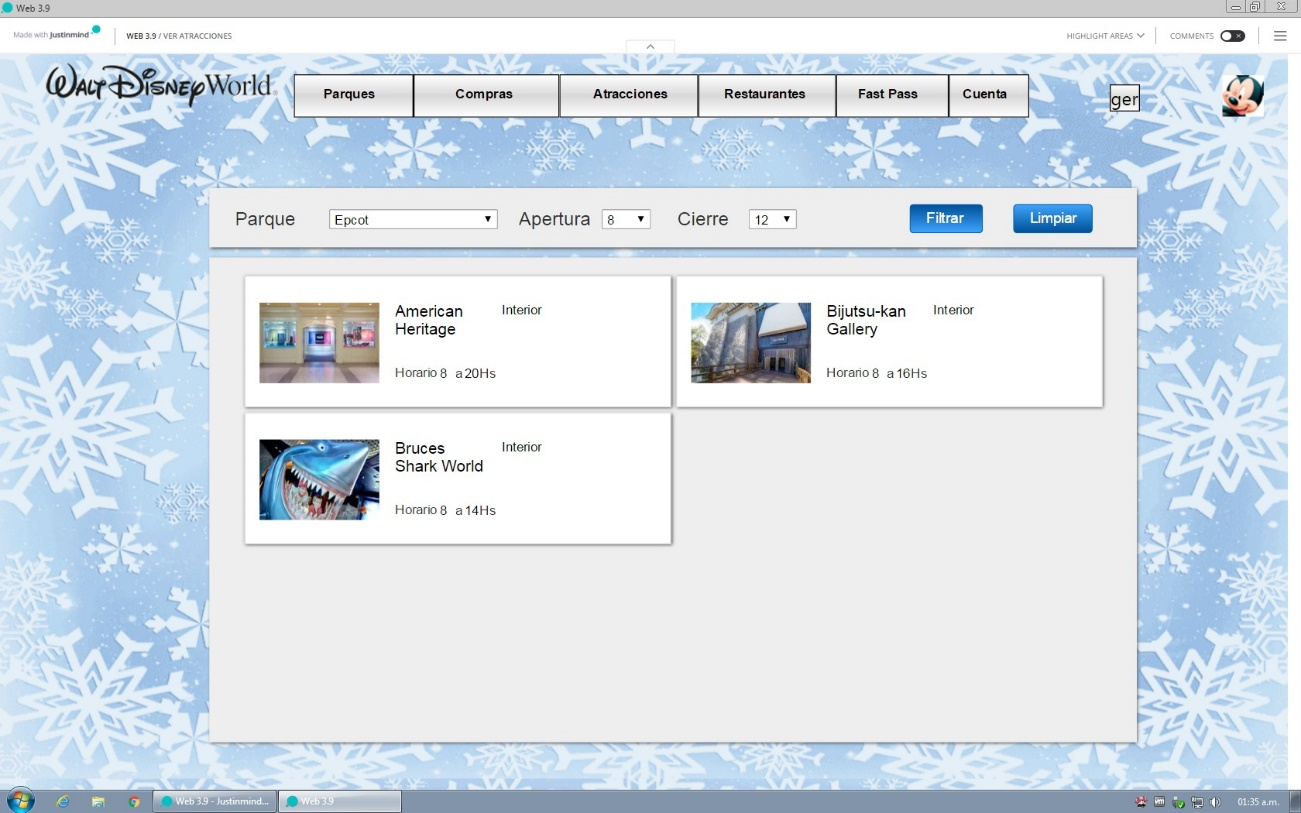 Web 3.9
Made with Justinmind
WEB 3.9 / VER ATRACCIONES
HIGHLIGHT AREAS
COMMENTS
WALT DISNEY World
Parques
Compras
Atracciones
Restaurantes
Fast Pass
Cuenta
ger
Parque
Epcot
Apertura
8
Cierre
12
Filtrar
Limpiar
American
Heritage
Interior
Horario 8 a 20Hs
Bijutsu-kan
Gallery
Interior
Horario 8 a 16Hs
Bruces
Shark World
Interior
Horario 8 a 14Hs
Web 3.9 - Justinmind...
Web 3.9
01:35 a.m.